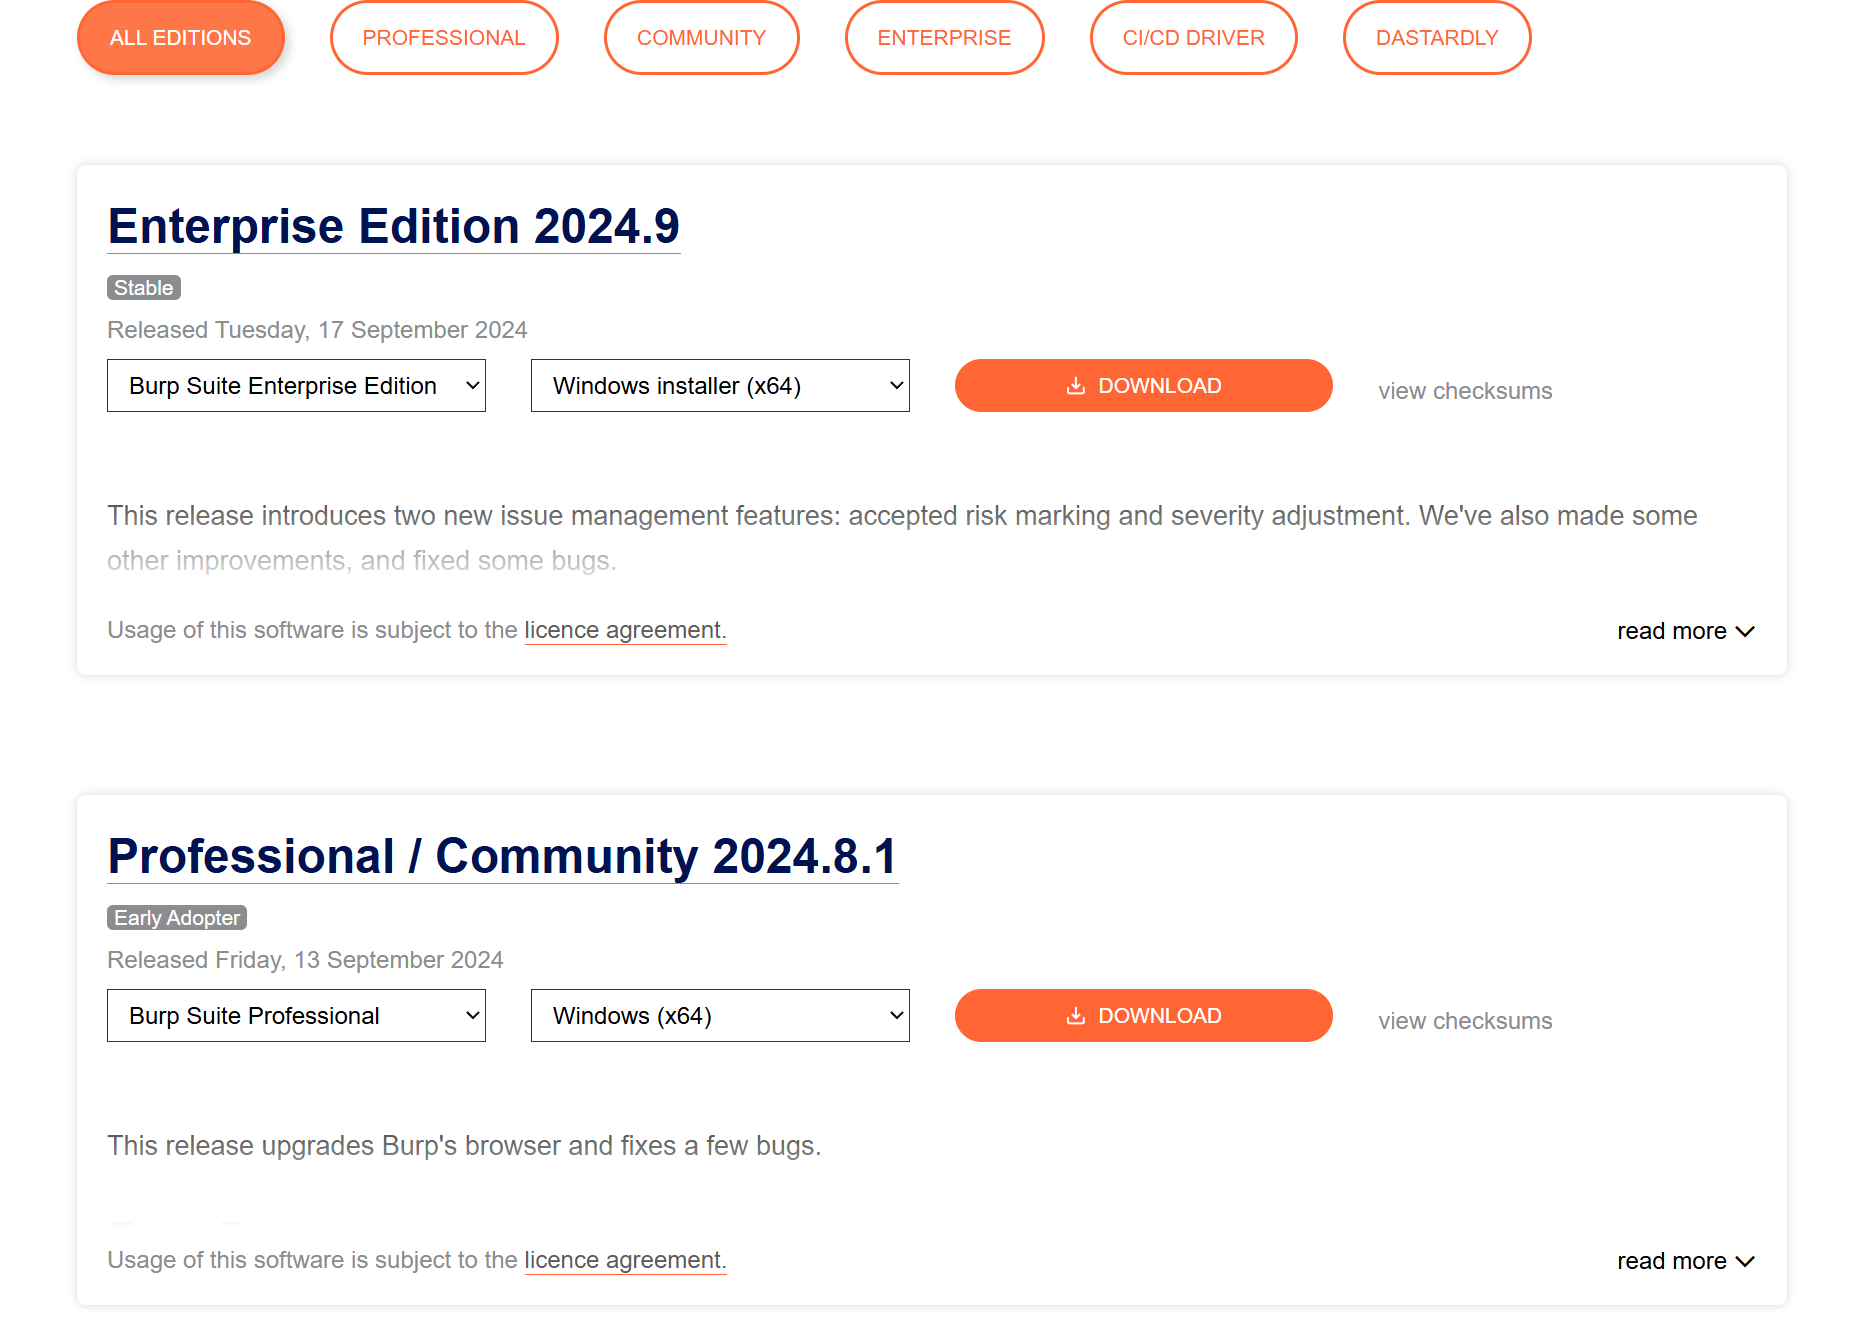 ALL EDITIONS PROFESSIONAL COMMUNITY ENTERPRISE CI/CD DRIVER DASTARDLY
Enterprise Edition 2024.9
Stable
Released Tuesday, 17 September 2024
Burp Suite Enterprise Edition Windows installer (x64) DOWNLOAD view checksums
This release introduces two new issue management features: accepted risk marking and severity adjustment. We've also made some
other improvements, and fixed some bugs.
Usage of this software is subject to the licence agreement. read more
Professional / Community 2024.8.1
Early Adopter
Released Friday, 13 September 2024
Burp Suite Professional Windows (x64) DOWNLOAD view checksums
This release upgrades Burp's browser and fixes a few bugs.
Usage of this software is subject to the licence agreement. read more